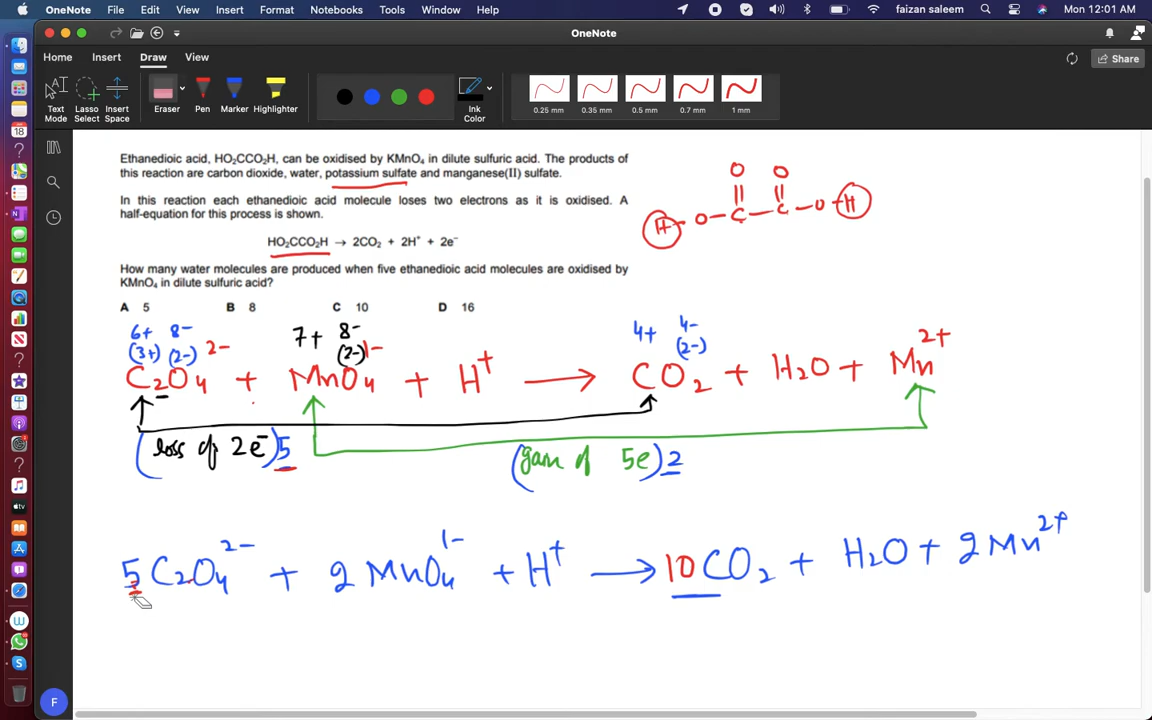 OneNote File Edit View Insert Format Notebooks Tools Window Help faizan saleem Mon 12:01 AM
OneNote
Home Insert Draw View Share
Text Mode Lasso Select Insert Space Eraser Pen Marker Highlighter Ink Color 0.25 mm 0.35 mm 0.5 mm 0.7 mm 1 mm
Ethanedioic acid, HO₂CCO₂H, can be oxidised by KMnO₄ in dilute sulfuric acid. The products of
this reaction are carbon dioxide, water, potassium sulfate and manganese(II) sulfate.
In this reaction each ethanedioic acid molecule loses two electrons as it is oxidised. A
half-equation for this process is shown.
HO₂CCO₂H → 2CO₂ + 2H⁺ + 2e⁻
How many water molecules are produced when five ethanedioic acid molecules are oxidised by
KMnO₄ in dilute sulfuric acid?
A 5 B 8 C 10 D 16
O O
H-O-C-C-O-H
6+ 8- 7+ 8- 4+ 4-
(3+) (2-) 2- (2-) 1- (2-) 2+
C₂O₄ + MnO₄ + H⁺ → CO₂ + H₂O + Mn
(loss of 2e⁻)5 (gain of 5e)2
5C₂O₄²⁻ + 2MnO₄¹⁻ + H⁺ → 10CO₂ + H₂O + 2Mn²⁺
18
F